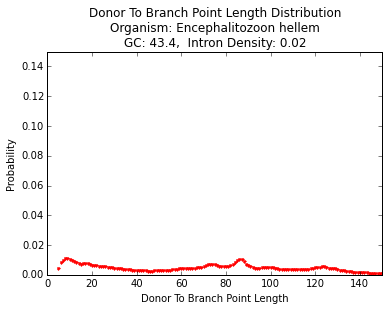 Donor To Branch Point Length Distribution
Organism: Encephalitozoon hellem
GC: 43.4,  Intron Density: 0.02
0.14
0.12
0.10
0.08
0.06
0.04
0.02
0.00
Probability
0 20 40 60 80 100 120 140
Donor To Branch Point Length